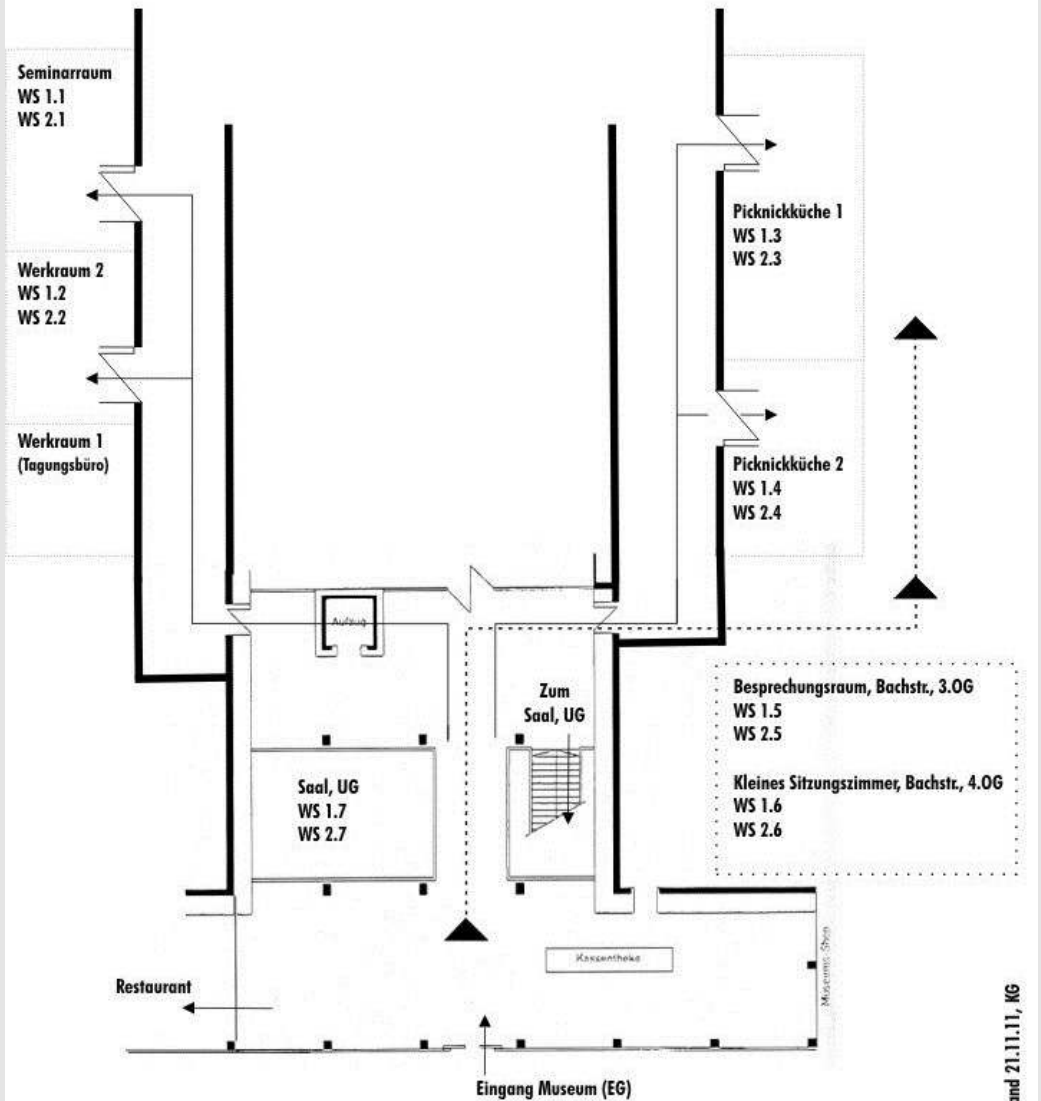 Seminarraum
WS 1.1
WS 2.1
Werkraum 2
WS 1.2
WS 2.2
Werkraum 1
(Tagungsbüro)
Picknickküche 1
WS 1.3
WS 2.3
Picknickküche 2
WS 1.4
WS 2.4
Aufzug
Zum
Saal, UG
Saal, UG
WS 1.7
WS 2.7
Besprechungsraum, Bachstr., 3.OG
WS 1.5
WS 2.5
Kleines Sitzungszimmer, Bachstr., 4.OG
WS 1.6
WS 2.6
Kassentheke
Museums-Shop
Restaurant
Eingang Museum (EG)
and 21.11.11, KG